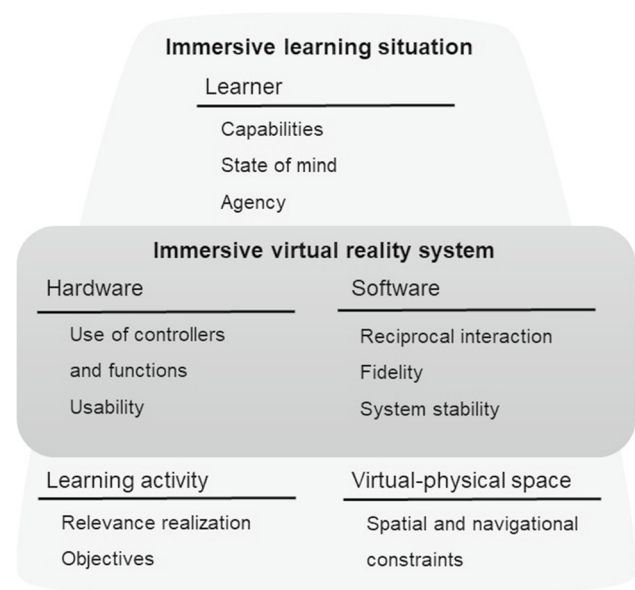 Immersive learning situation
Learner
Capabilities
State of mind
Agency
Immersive virtual reality system
Hardware
Use of controllers
and functions
Usability
Software
Reciprocal interaction
Fidelity
System stability
Learning activity
Relevance realization
Objectives
Virtual-physical space
Spatial and navigational
constraints